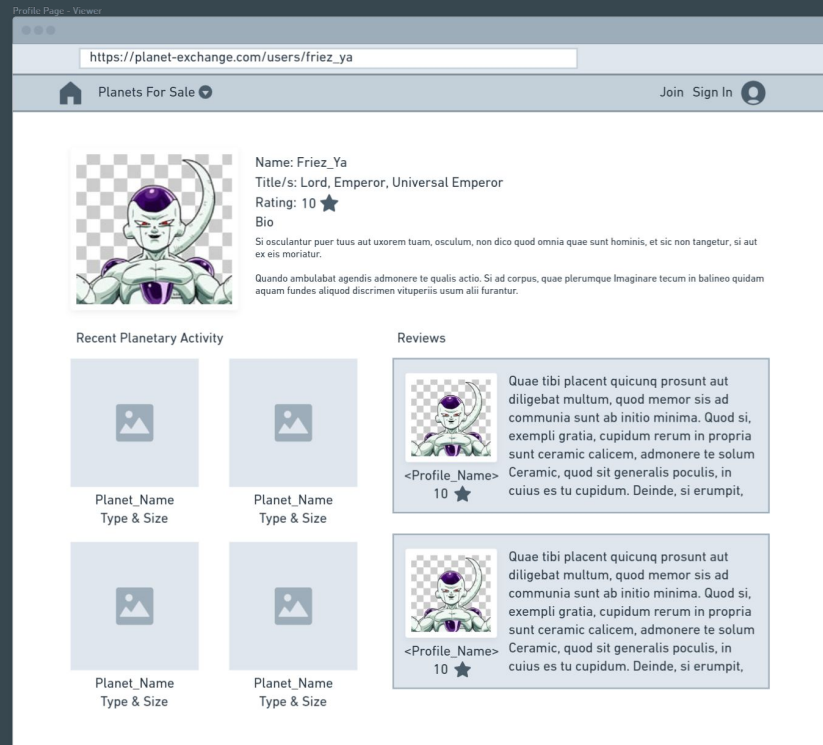 Profile Page - Viewer
https://planet-exchange.com/users/friez_ya
Planets For Sale
Join Sign In
Name: Friez_Ya
Title/s: Lord, Emperor, Universal Emperor
Rating: 10
Bio
Si osculantur puer tuus aut uxorem tuam, osculum, non dico quod omnia quae sunt hominis, et sic non tangetur, si aut
ex eis moriatur.
Quando ambulabat agendis admonere te qualis actio. Si ad corpus, quae plerumque Imaginare tecum in balineo quidam
aquam fundes aliquod discrimen vituperiis usum alii furantur.
Recent Planetary Activity
Planet_Name
Type & Size
Planet_Name
Type & Size
Planet_Name
Type & Size
Planet_Name
Type & Size
Reviews
<Profile_Name>
10
Quae tibi placent quicunq prosunt aut
diligebat multum, quod memor sis ad
communia sunt ab initio minima. Quod si,
exempli gratia, cupidum rerum in propria
sunt ceramic calicem, admonere te solum
Ceramic, quod sit generalis poculis, in
cuius es tu cupidum. Deinde, si erumpit,
<Profile_Name>
10
Quae tibi placent quicunq prosunt aut
diligebat multum, quod memor sis ad
communia sunt ab initio minima. Quod si,
exempli gratia, cupidum rerum in propria
sunt ceramic calicem, admonere te solum
Ceramic, quod sit generalis poculis, in
cuius es tu cupidum. Deinde, si erumpit,